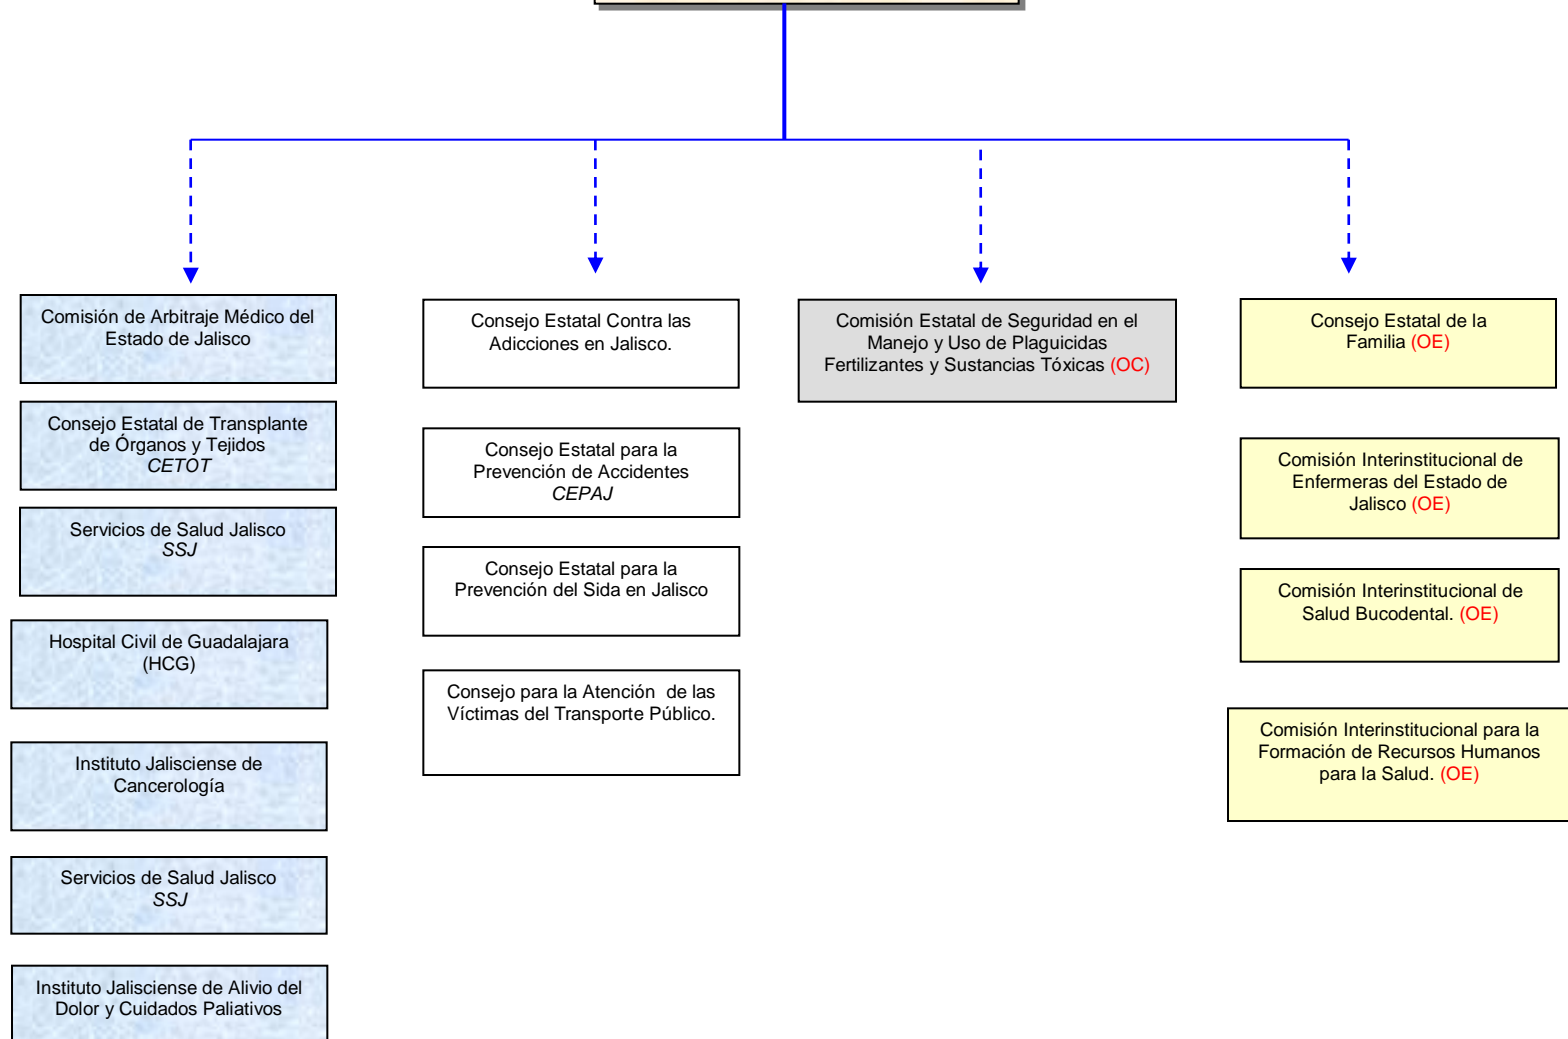 Comisión de Arbitraje Médico del
Estado de Jalisco
Consejo Estatal de Transplante
de Órganos y Tejidos
CETOT
Servicios de Salud Jalisco
SSJ
Hospital Civil de Guadalajara
(HCG)
Instituto Jalisciense de
Cancerología
Servicios de Salud Jalisco
SSJ
Instituto Jalisciense de Alivio del
Dolor y Cuidados Paliativos
Consejo Estatal Contra las
Adicciones en Jalisco.
Consejo Estatal para la
Prevención de Accidentes
CEPAJ
Consejo Estatal para la
Prevención del Sida en Jalisco
Consejo para la Atención de las
Víctimas del Transporte Público.
Comisión Estatal de Seguridad en el
Manejo y Uso de Plaguicidas
Fertilizantes y Sustancias Tóxicas (OC)
Consejo Estatal de la
Familia (OE)
Comisión Interinstitucional de
Enfermeras del Estado de
Jalisco (OE)
Comisión Interinstitucional de
Salud Bucodental. (OE)
Comisión Interinstitucional para la
Formación de Recursos Humanos
para la Salud. (OE)